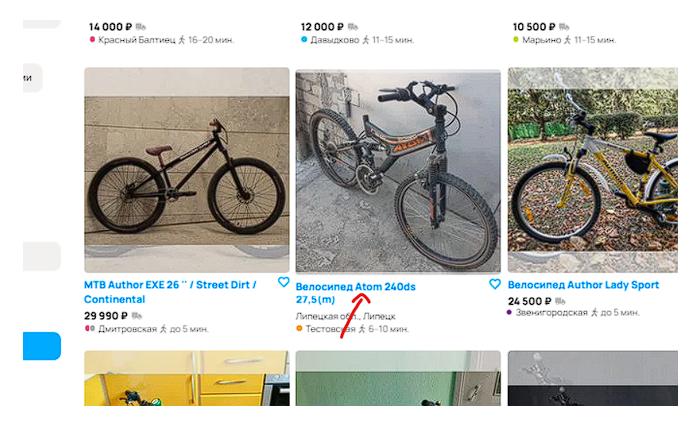 14 000 ₽
12 000 ₽
10 500 ₽
Красный Балтиец 16–20 мин.
Давыдково 11–15 мин.
Марьино 11–15 мин.
ии
ATOM
MTB Author EXE 26 '' / Street Dirt /
Continental
29 990 ₽
Дмитровская до 5 мин.
Велосипед Atom 240ds
27,5(m)
Липецкая обл., Липецк
Тестовская 6–10 мин.
Велосипед Author Lady Sport
24 500 ₽
Звенигородская до 5 мин.